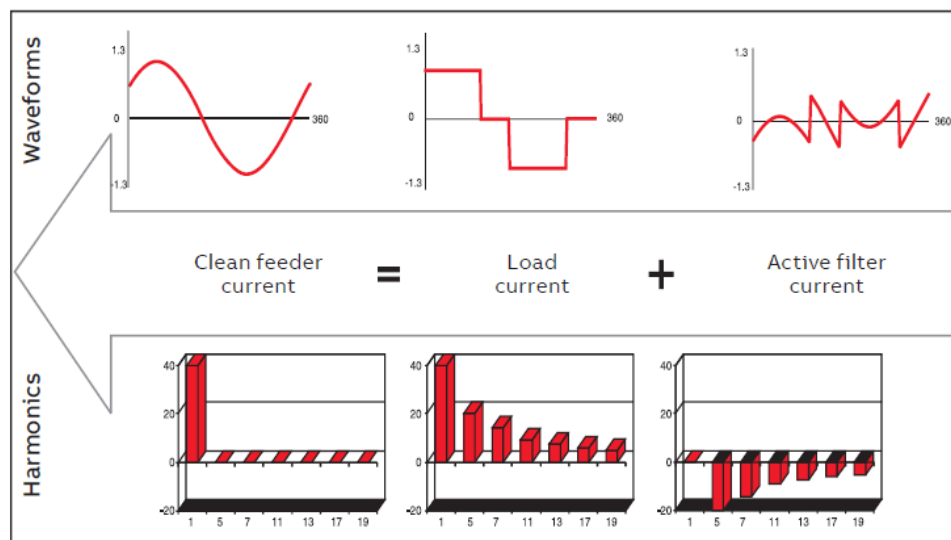 Waveforms
1.3
0
-1.3
360
1.3
0
-1.3
360
1.3
0
-1.3
360
Clean feeder
current
=
Load
current
+
Active filter
current
Harmonics
40
20
0
-20
1 5 7 11 13 17 19
40
20
0
-20
1 5 7 11 13 17 19
40
20
0
-20
1 5 7 11 13 17 19